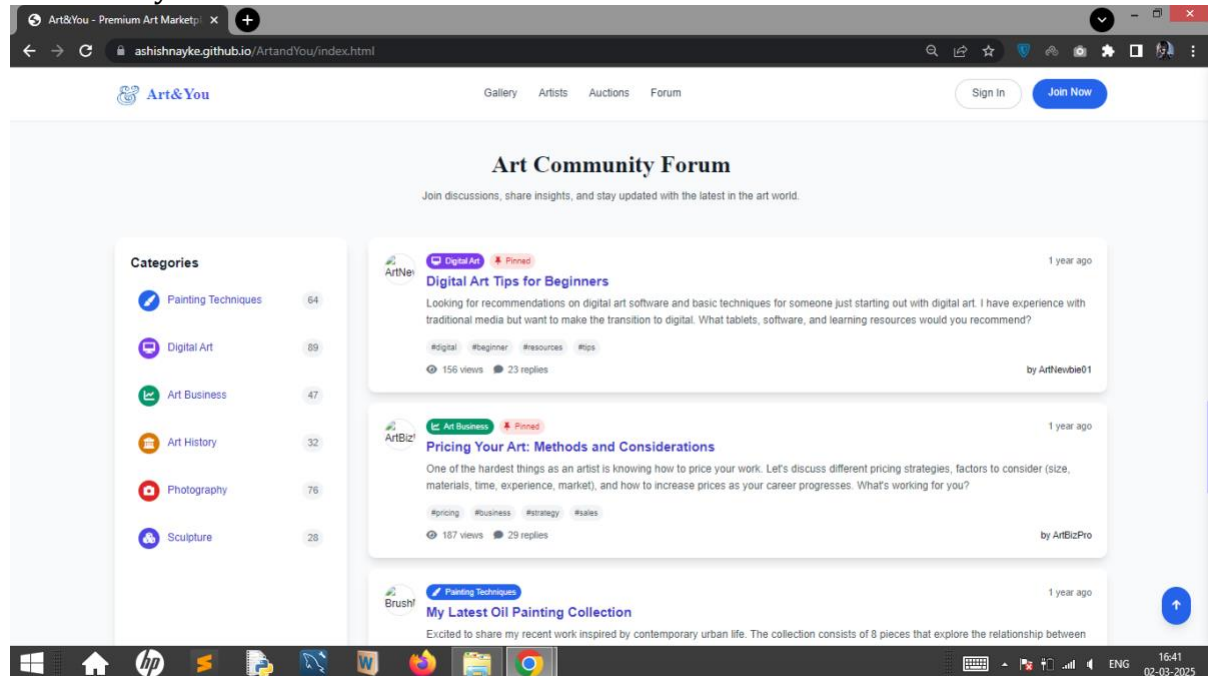 Art&You - Premium Art Marketpl
ashishnayke.github.io/ArtandYou/index.html
Art&You
Gallery Artists Auctions Forum
Sign In
Join Now
Art Community Forum
Join discussions, share insights, and stay updated with the latest in the art world.
Categories
Painting Techniques 64
Digital Art 89
Art Business 47
Art History 32
Photography 76
Sculpture 28
ArtNe
Digital Art Pinned 1 year ago
Digital Art Tips for Beginners
Looking for recommendations on digital art software and basic techniques for someone just starting out with digital art. I have experience with
traditional media but want to make the transition to digital. What tablets, software, and learning resources would you recommend?
#digital #beginner #resources #tips
156 views 23 replies by ArtNewbie01
ArtBiz
Art Business Pinned 1 year ago
Pricing Your Art: Methods and Considerations
One of the hardest things as an artist is knowing how to price your work. Let's discuss different pricing strategies, factors to consider (size,
materials, time, experience, market), and how to increase prices as your career progresses. What's working for you?
#pricing #business #strategy #sales
187 views 29 replies by ArtBizPro
Brush
Painting Techniques 1 year ago
My Latest Oil Painting Collection
Excited to share my recent work inspired by contemporary urban life. The collection consists of 8 pieces that explore the relationship between
hp
W
ENG 16:41
02-03-2025